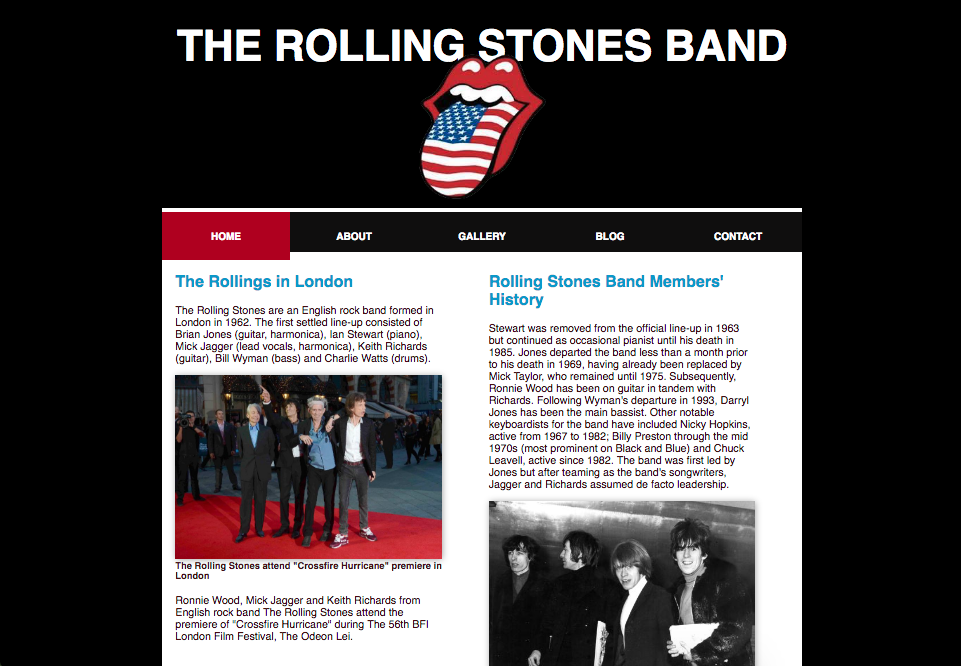 THE ROLLING STONES BAND
HOME
ABOUT
GALLERY
BLOG
CONTACT
The Rollings in London
The Rolling Stones are an English rock band formed in
London in 1962. The first settled line-up consisted of
Brian Jones (guitar, harmonica), Ian Stewart (piano),
Mick Jagger (lead vocals, harmonica), Keith Richards
(guitar), Bill Wyman (bass) and Charlie Watts (drums).
The Rolling Stones attend "Crossfire Hurricane" premiere in
London
Ronnie Wood, Mick Jagger and Keith Richards from
English rock band The Rolling Stones attend the
premiere of "Crossfire Hurricane" during The 56th BFI
London Film Festival, The Odeon Lei.
Rolling Stones Band Members'
History
Stewart was removed from the official line-up in 1963
but continued as occasional pianist until his death in
1985. Jones departed the band less than a month prior
to his death in 1969, having already been replaced by
Mick Taylor, who remained until 1975. Subsequently,
Ronnie Wood has been on guitar in tandem with
Richards. Following Wyman's departure in 1993, Darryl
Jones has been the main bassist. Other notable
keyboardists for the band have included Nicky Hopkins,
active from 1967 to 1982; Billy Preston through the mid
1970s (most prominent on Black and Blue) and Chuck
Leavell, active since 1982. The band was first led by
Jones but after teaming as the band's songwriters,
Jagger and Richards assumed de facto leadership.